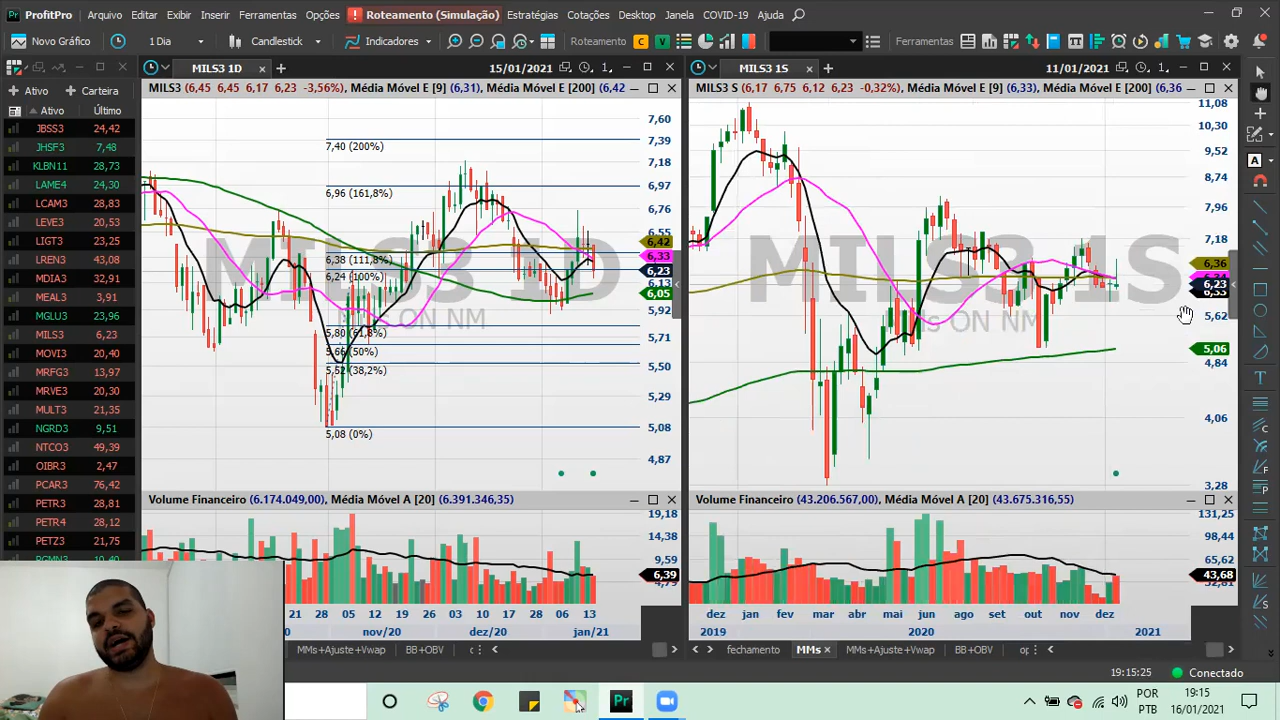 ProfitPro
Arquivos Editar Exibir Inserir Ferramentas Opções Roteamento (Simulação) Estratégias Cotações Desktop Janela COVID-19 Ajuda
Novo Gráfico 1 Dia Candlestick Indicadores Roteamento C V Ferramentas
MILS3 1D 15/01/2021
MILS3 1S 11/01/2021
Ativo Carteira
Ativo Último
JBSS3 24,42
JHSF3 7,48
KLBN11 28,73
LAME4 24,30
LCAM3 28,83
LEVE3 20,53
LIGT3 23,25
LREN3 43,08
MDIA3 32,91
MEAL3 3,91
MGLU3 23,96
MILS3 6,23
MOVI3 20,40
MRFG3 13,97
MRVE3 20,30
MULT3 21,35
NGRD3 9,51
NTCO3 49,39
OIBR3 2,47
PCAR3 76,42
PETR3 28,81
PETR4 28,12
PETZ3 21,75
MILS3 (6,45 6,45 6,17 6,23 -3,56%), Média Móvel E [9] (6,31), Média Móvel E [200] (6,42
7,40 (200%)
6,96 (161,8%)
6,38 (111,8%)
6,24 (100%)
5,80 (61,8%)
5,66 (50%)
5,52 (38,2%)
5,08 (0%)
MILS3 1D
7,60
7,39
7,18
6,97
6,76
6,55
6,42
6,33
6,23
6,05
5,92
5,71
5,50
5,29
5,08
4,87
Volume Financeiro (6.174.049,00), Média Móvel A [20] (6.391.346,35)
19,18
14,38
9,59
6,39
21 28 05 12 20 26 02 09 16 23 01 10 17 28 06 13
nov/20 dez/20 jan/21
MMs+Ajuste+Vwap BB+OBV
MILS3 S (6,17 6,75 6,12 6,23 -0,32%), Média Móvel E [9] (6,33), Média Móvel E [200] (6,36
MILS3 1S
11,08
10,30
9,52
8,74
7,96
7,18
6,36
6,23
5,62
5,06
4,84
4,06
3,28
Volume Financeiro (43.206.567,00), Média Móvel A [20] (43.675.316,55)
131,25
98,44
65,62
43,68
dez jan fev mar abr mai jun jul ago set out nov dez
2019 2020 2021
fechamento MMs MMs+Ajuste+Vwap BB+OBV
19:15:25 Conectado
POR 19:15
PTB 16/01/2021